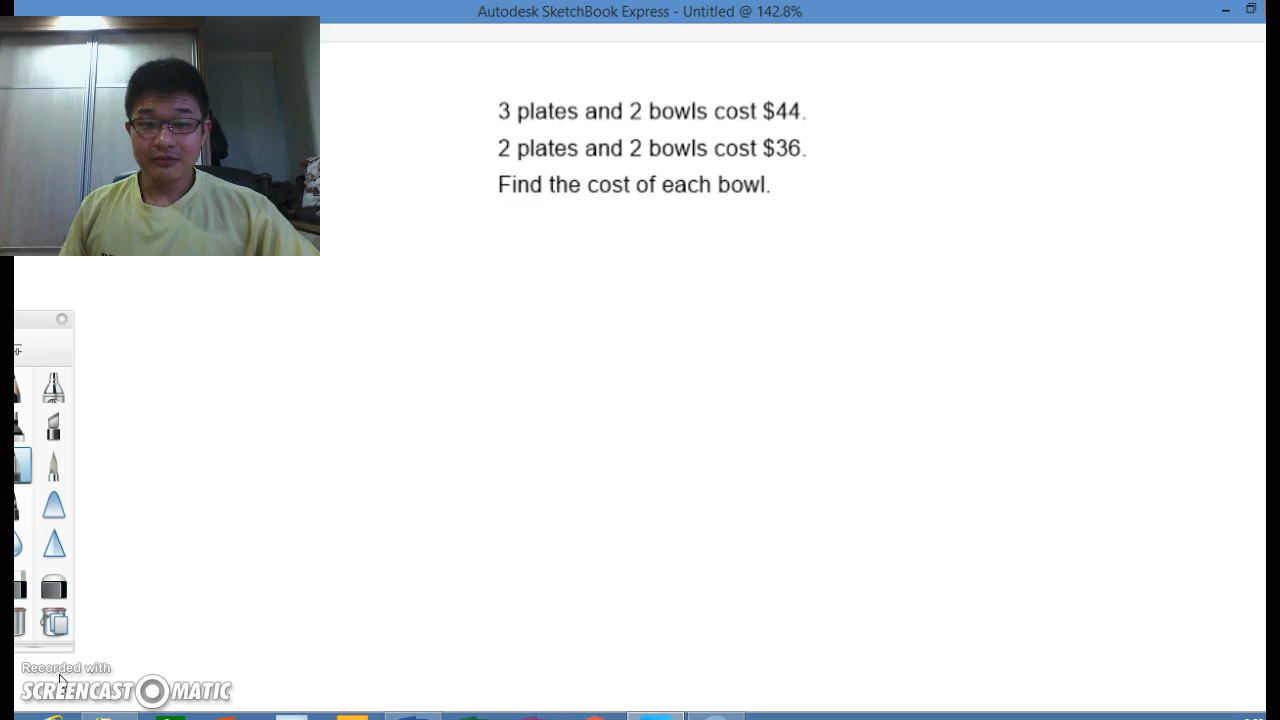 Autodesk SketchBook Express - Untitled @ 142.8%
3 plates and 2 bowls cost $44.
2 plates and 2 bowls cost $36.
Find the cost of each bowl.
Recorded with
SCREENCAST MATIC